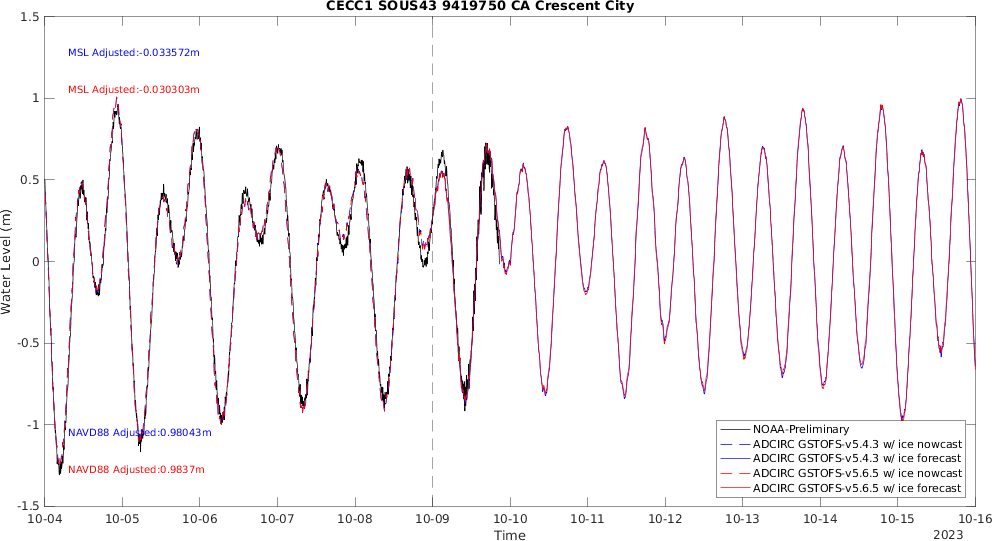 CECC1 SOUS43 9419750 CA Crescent City
1.5
1
0.5
0
-0.5
-1
-1.5
Water Level (m)
MSL Adjusted:-0.033572m
MSL Adjusted:-0.030303m
NAVD88 Adjusted:0.98043m
NAVD88 Adjusted:0.9837m
NOAA-Preliminary
ADCIRC GSTOFS-v5.4.3 w/ ice nowcast
ADCIRC GSTOFS-v5.4.3 w/ ice forecast
ADCIRC GSTOFS-v5.6.5 w/ ice nowcast
ADCIRC GSTOFS-v5.6.5 w/ ice forecast
10-04 10-05 10-06 10-07 10-08 10-09 10-10 10-11 10-12 10-13 10-14 10-15 10-16
Time
2023